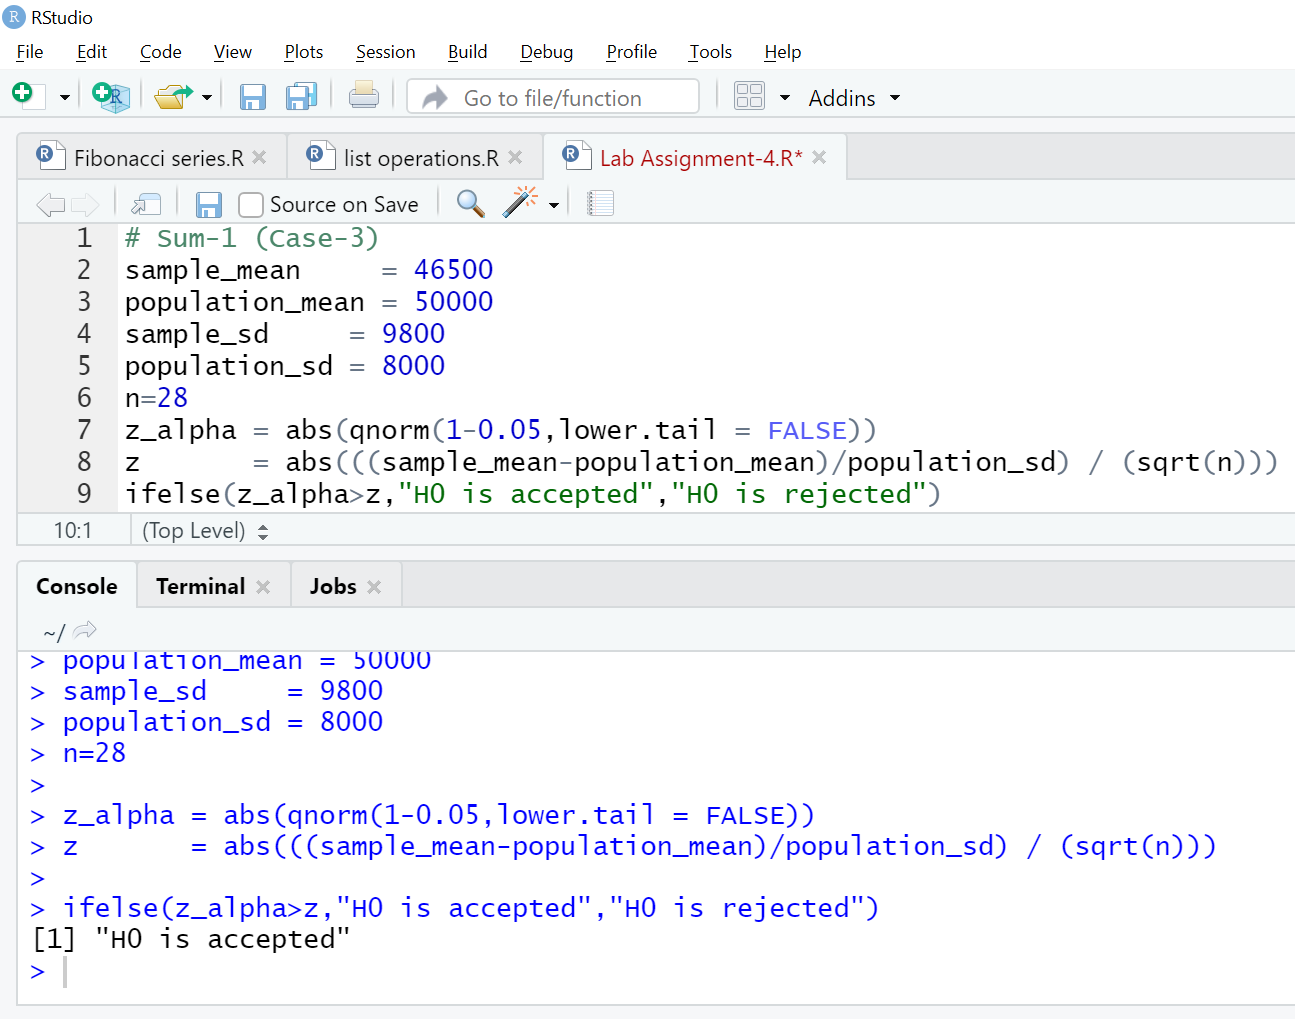 RStudio
File Edit Code View Plots Session Build Debug Profile Tools Help
Go to file/function Addins
Fibonacci series.R list operations.R Lab Assignment-4.R*
Source on Save
1 # Sum-1 (Case-3)
2 sample_mean     = 46500
3 population_mean = 50000
4 sample_sd     = 9800
5 population_sd = 8000
6 n=28
7 z_alpha = abs(qnorm(1-0.05,lower.tail = FALSE))
8 z       = abs(((sample_mean-population_mean)/population_sd) / (sqrt(n)))
9 ifelse(z_alpha>z,"H0 is accepted","H0 is rejected")
10:1 (Top Level)
Console Terminal Jobs
~/
> population_mean = 50000
> sample_sd     = 9800
> population_sd = 8000
> n=28
>
> z_alpha = abs(qnorm(1-0.05,lower.tail = FALSE))
> z       = abs(((sample_mean-population_mean)/population_sd) / (sqrt(n)))
>
> ifelse(z_alpha>z,"H0 is accepted","H0 is rejected")
[1] "H0 is accepted"
>